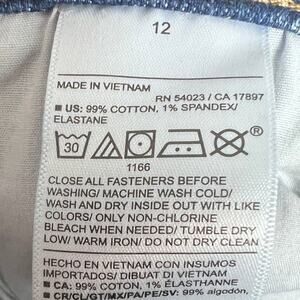 12
MADE IN VIETNAM
RN 54023 / CA 17897
■ US: 99% COTTON, 1% SPANDEX/
ELASTANE
30
®
1166
CLOSE ALL FASTENERS BEFORE
WASHING/ MACHINE WASH COLD/
WASH AND DRY INSIDE OUT WITH LIKE
COLORS/ ONLY NON-CHLORINE
BLEACH WHEN NEEDED/ TUMBLE DRY
LOW/ WARM IRON/ DO NOT DRY CLEAN
HECHO EN VIETNAM CON INSUMOS
IMPORTADOS/ DIBUAT DI VIETNAM
■ CA: 99% COTON, 1% ÉLASTHANNE
■ CR/CL/GT/MX/PA/PE/SV: 99% algodón,